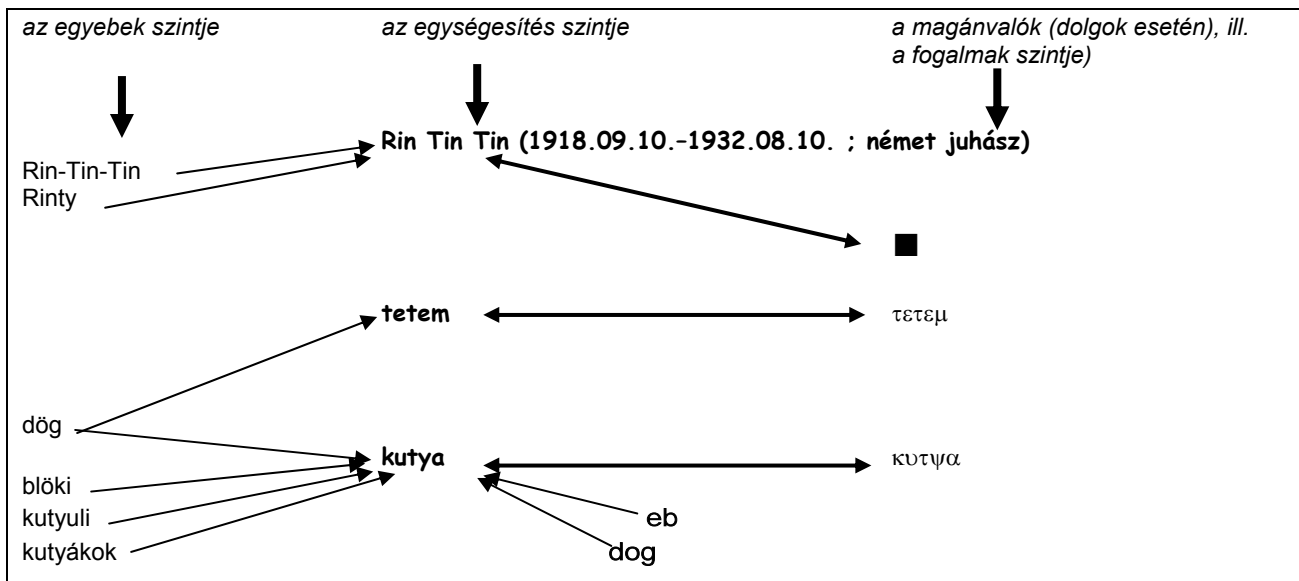 az egyebek szintje
az egységesítés szintje
a magánvalók (dolgok esetén), ill.
a fogalmak szintje)
Rin Tin Tin (1918.09.10.-1932.08.10. ; német juhász)
Rin-Tin-Tin
Rinty
■
tetem
τετεμ
dög
kutya
κυτψα
blöki
kutyuli
eb
kutyákok
dog